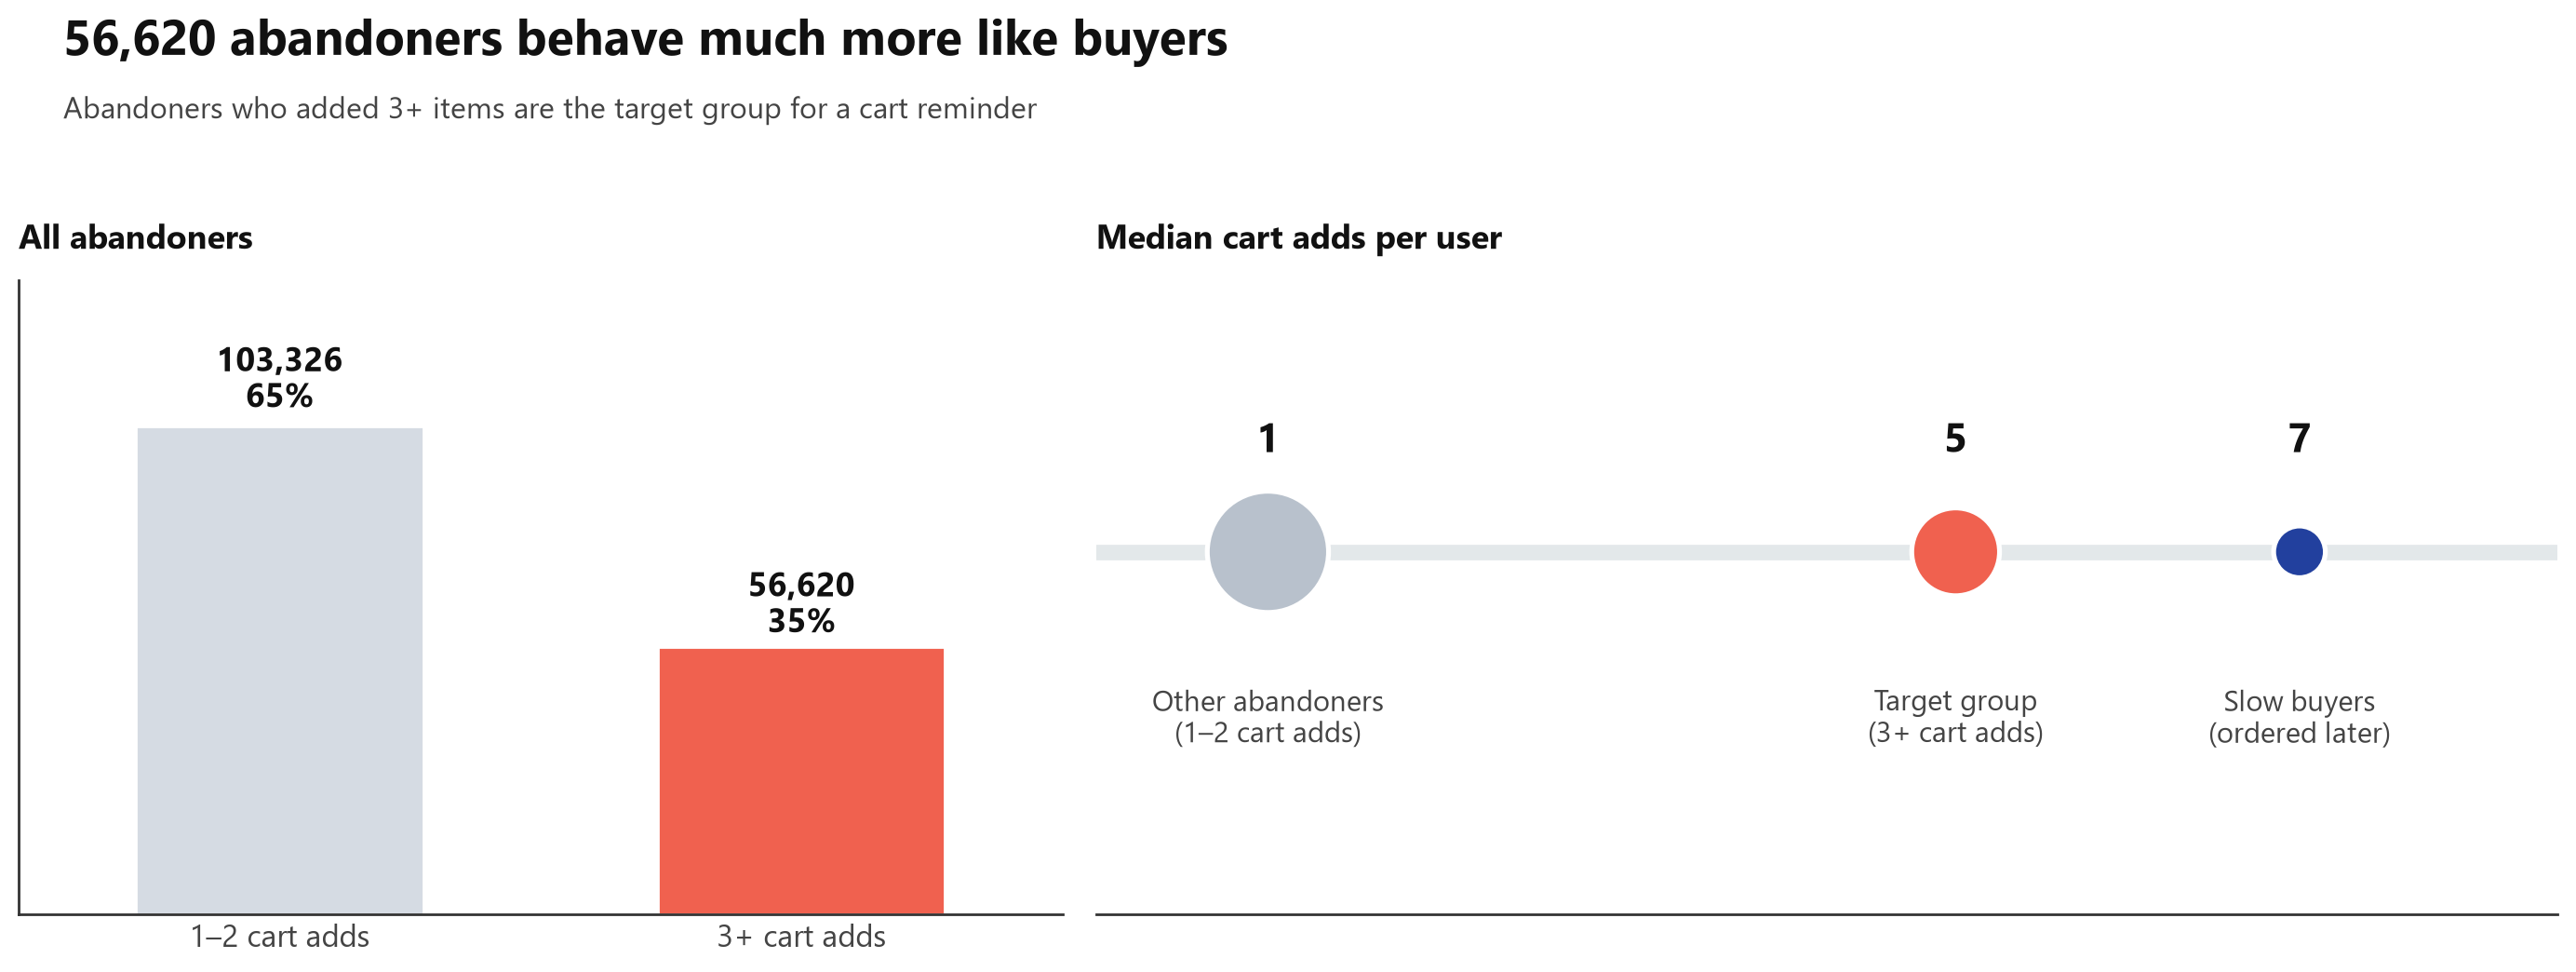 56,620 abandoners behave much more like buyers
Abandoners who added 3+ items are the target group for a cart reminder
All abandoners
103,326
65%
56,620
35%
1–2 cart adds
3+ cart adds
Median cart adds per user
1
5
7
Other abandoners
(1–2 cart adds)
Target group
(3+ cart adds)
Slow buyers
(ordered later)